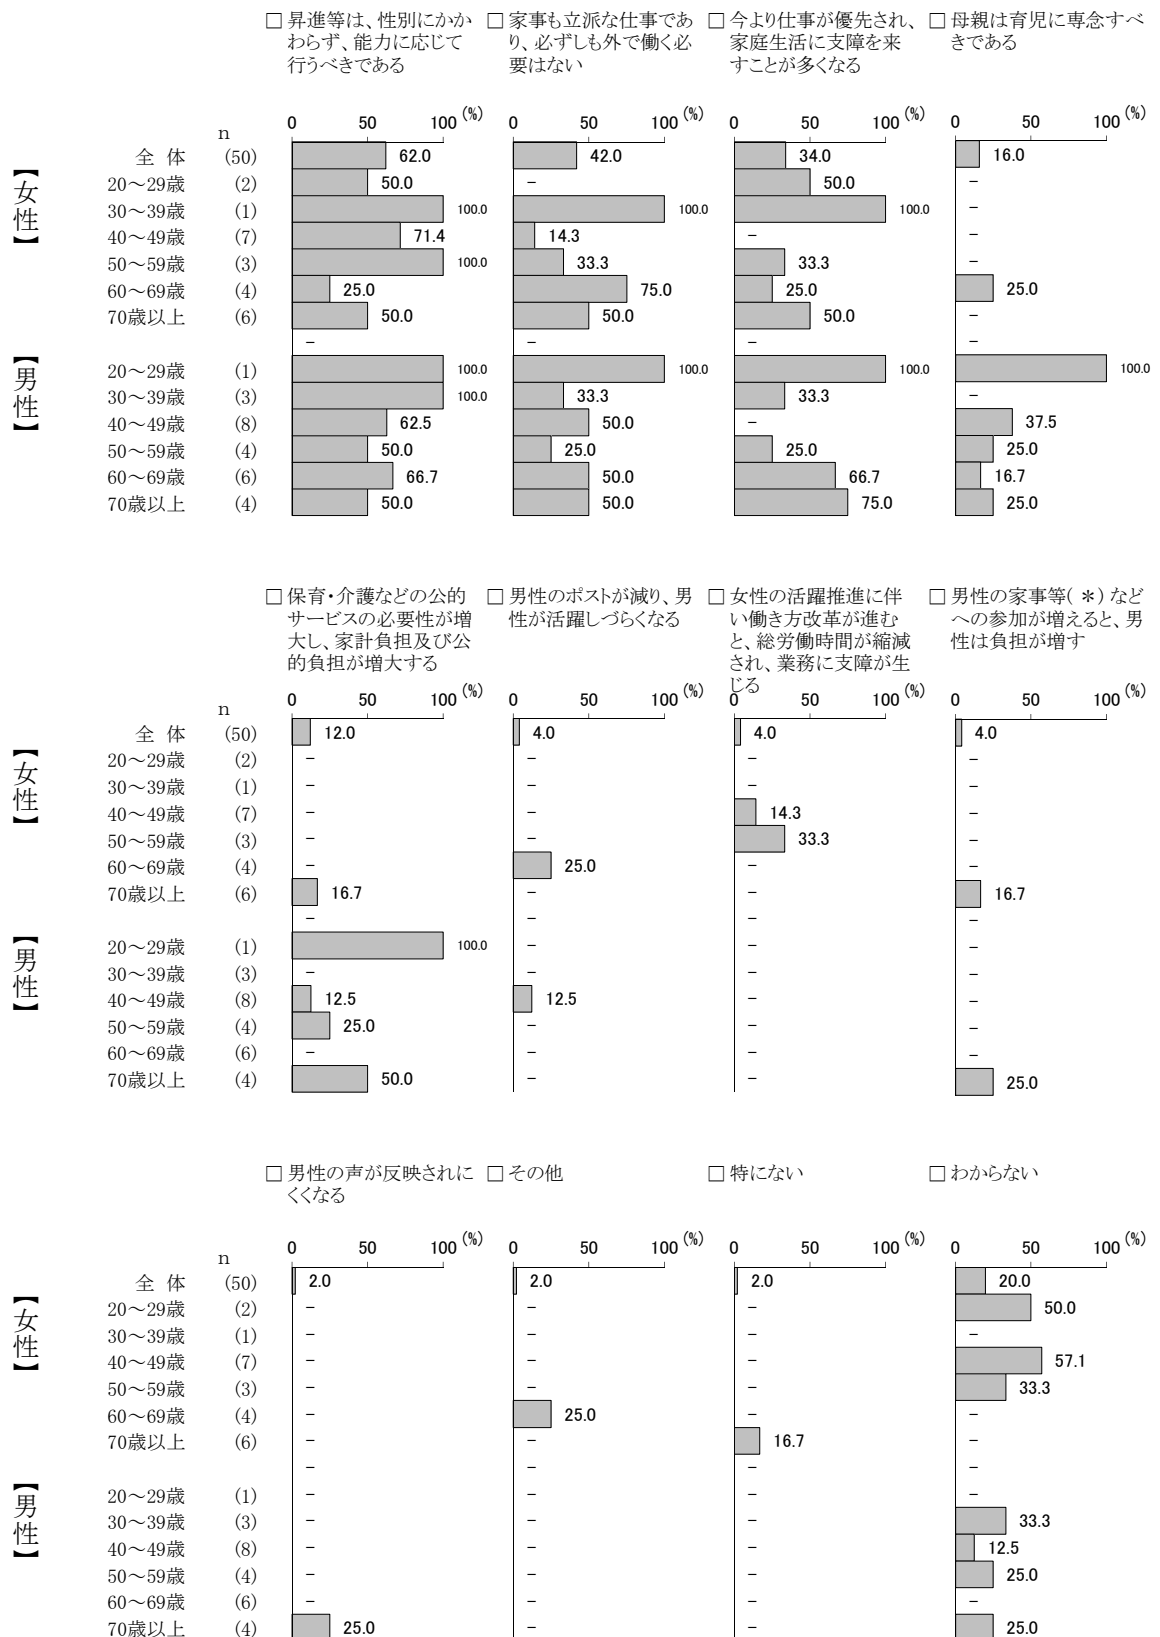 □ 昇進等は、性別にかか
わらず、能力に応じて
行うべきである
□ 家事も立派な仕事であ
り、必ずしも外で働く必
要はない
□ 今より仕事が優先され、
家庭生活に支障を来
すことが多くなる
□ 母親は育児に専念すべ
きである
0 50 100 (%) 0 50 100 (%) 0 50 100 (%) 0 50 100 (%)
n
【女性】
全 体 (50) 62.0 42.0 34.0 16.0
20～29歳 (2) 50.0 － 50.0 －
30～39歳 (1) 100.0 100.0 100.0 －
40～49歳 (7) 71.4 14.3 － －
50～59歳 (3) 100.0 33.3 33.3 －
60～69歳 (4) 25.0 75.0 25.0 25.0
70歳以上 (6) 50.0 50.0 50.0 －
－ － － －
【男性】
20～29歳 (1) 100.0 100.0 100.0 100.0
30～39歳 (3) 100.0 33.3 33.3 －
40～49歳 (8) 62.5 50.0 － 37.5
50～59歳 (4) 50.0 25.0 25.0 25.0
60～69歳 (6) 66.7 50.0 66.7 16.7
70歳以上 (4) 50.0 50.0 75.0 25.0
□ 保育・介護などの公的
サービスの必要性が増
大し、家計負担及び公
的負担が増大する
□ 男性のポストが減り、男
性が活躍しづらくなる
□ 女性の活躍推進に伴
い働き方改革が進む
と、総労働時間が縮減
され、業務に支障が生
じる
□ 男性の家事等(＊)など
への参加が増えると、男
性は負担が増す
0 50 100 (%) 0 50 100 (%) 0 50 100 (%) 0 50 100 (%)
n
【女性】
全 体 (50) 12.0 4.0 4.0 4.0
20～29歳 (2) － － － －
30～39歳 (1) － － － －
40～49歳 (7) － － 14.3 －
50～59歳 (3) － － 33.3 －
60～69歳 (4) － 25.0 － －
70歳以上 (6) 16.7 － － 16.7
－ － － －
【男性】
20～29歳 (1) 100.0 － － －
30～39歳 (3) － － － －
40～49歳 (8) 12.5 12.5 － －
50～59歳 (4) 25.0 － － －
60～69歳 (6) － － － －
70歳以上 (4) 50.0 － － 25.0
□ 男性の声が反映されに
くくなる
□ その他
□ 特にない
□ わからない
0 50 100 (%) 0 50 100 (%) 0 50 100 (%) 0 50 100 (%)
n
【女性】
全 体 (50) 2.0 2.0 2.0 20.0
20～29歳 (2) － － － 50.0
30～39歳 (1) － － － －
40～49歳 (7) － － － 57.1
50～59歳 (3) － － － 33.3
60～69歳 (4) － 25.0 － －
70歳以上 (6) － － 16.7 －
－ － － －
【男性】
20～29歳 (1) － － － －
30～39歳 (3) － － － 33.3
40～49歳 (8) － － － 12.5
50～59歳 (4) － － － 25.0
60～69歳 (6) － － － －
70歳以上 (4) 25.0 － － 25.0